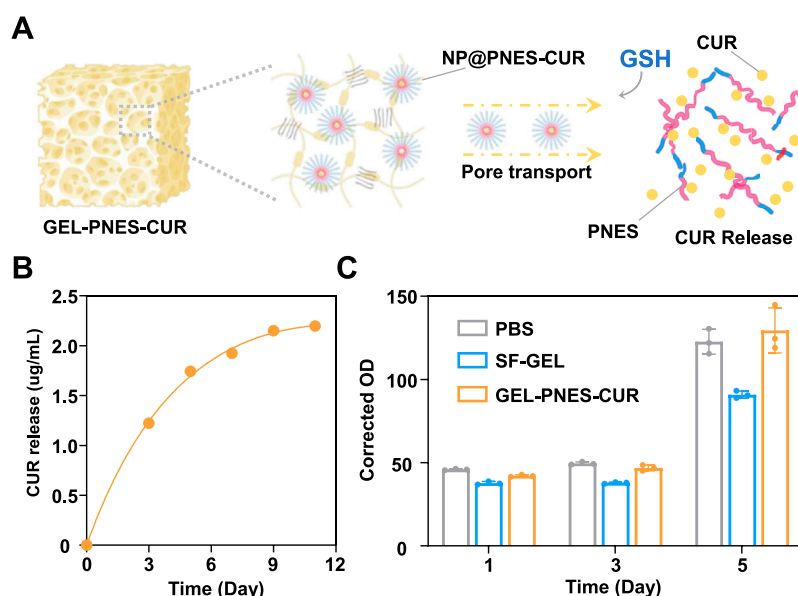 A
GEL-PNES-CUR
NP@PNES-CUR
Pore transport
GSH
CUR
PNES
CUR Release
B
CUR release (ug/mL)
2.5
2.0
1.5
1.0
0.5
0
0
3
6
9
12
Time (Day)
C
Corrected OD
150
100
50
0
PBS
SF-GEL
GEL-PNES-CUR
1
3
5
Time (Day)